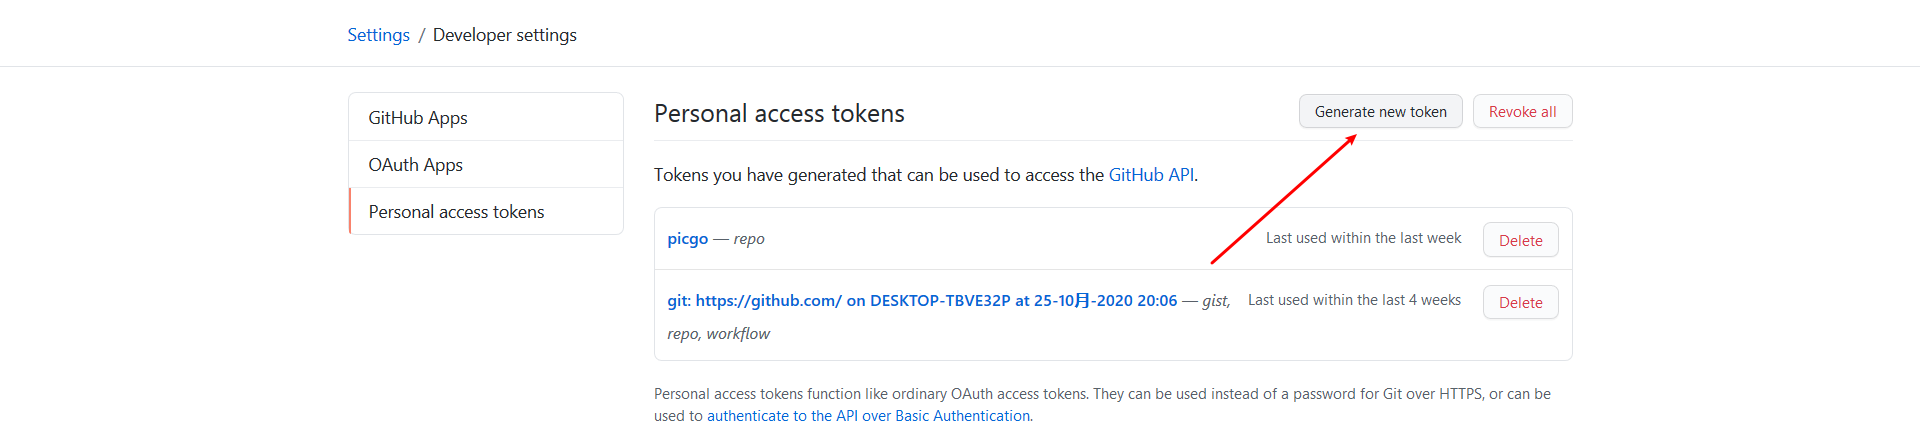 Settings / Developer settings
GitHub Apps
OAuth Apps
Personal access tokens
Personal access tokens
Generate new token
Revoke all
Tokens you have generated that can be used to access the GitHub API.
picgo — repo
Last used within the last week
Delete
git: https://github.com/ on DESKTOP-TBVE32P at 25-10月-2020 20:06 — gist,
repo, workflow
Last used within the last 4 weeks
Delete
Personal access tokens function like ordinary OAuth access tokens. They can be used instead of a password for Git over HTTPS, or can be
used to authenticate to the API over Basic Authentication.